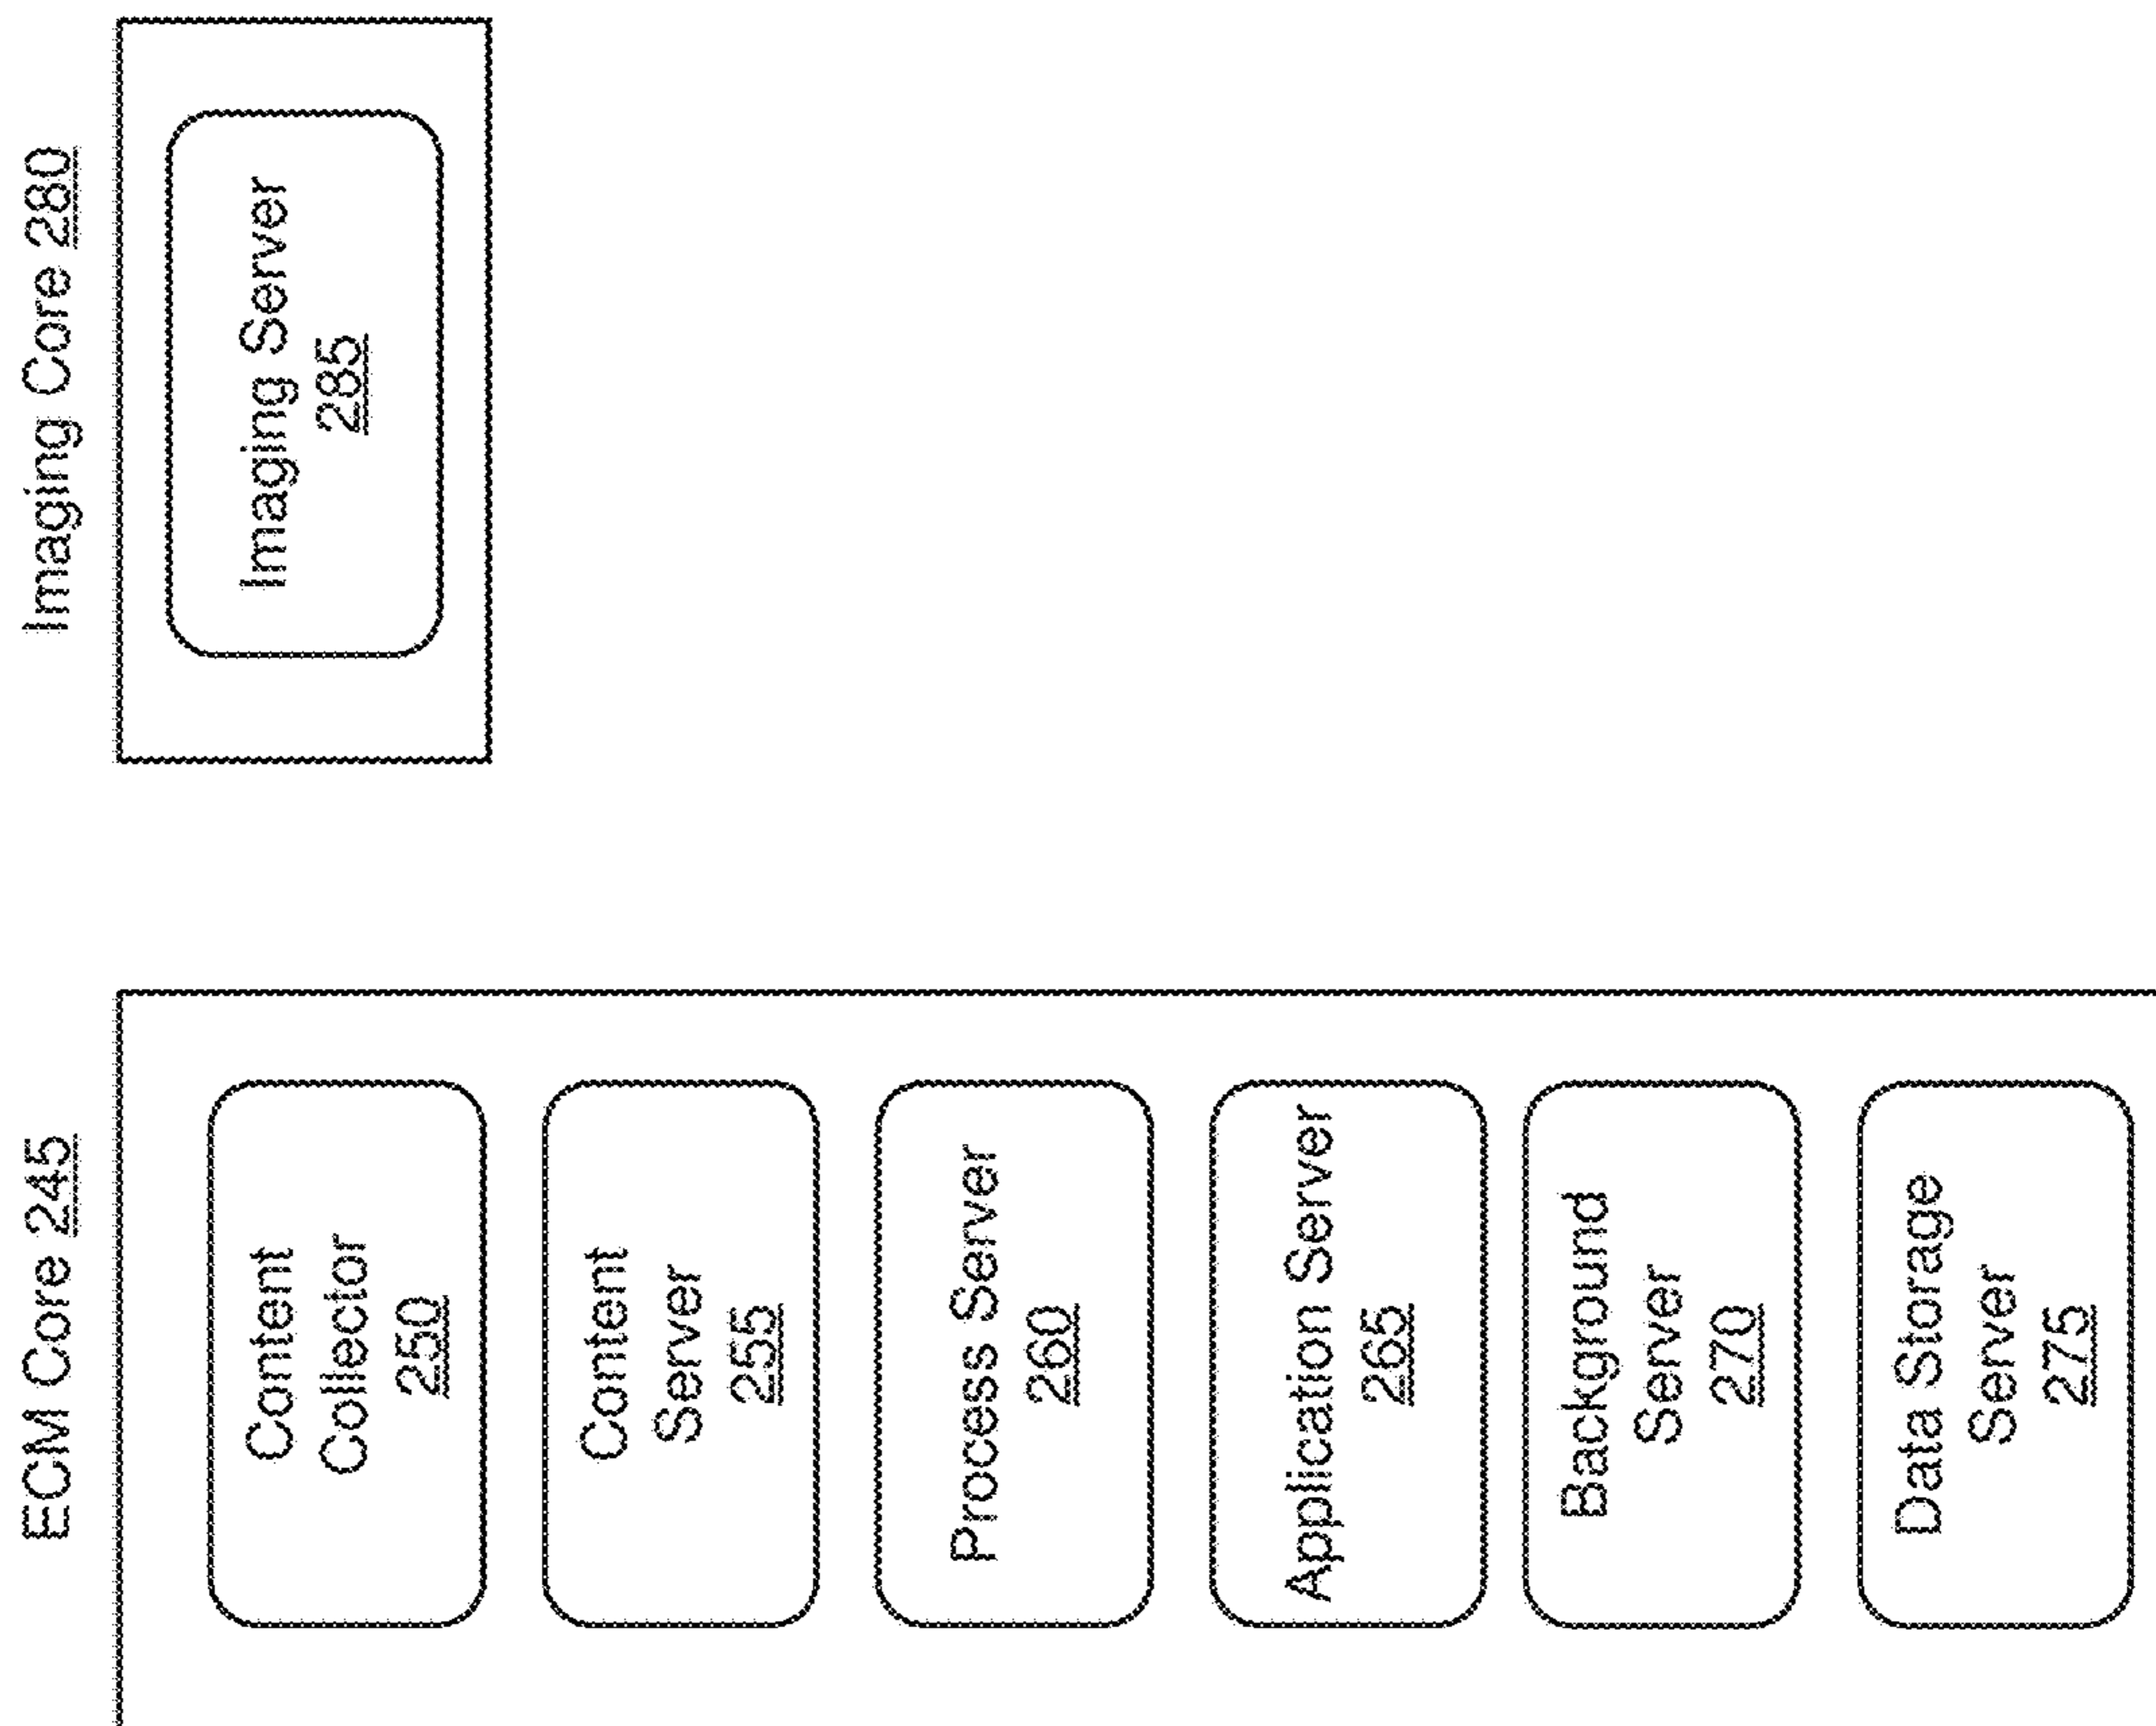 ECM Core 245
Content
Collector
250
Content
Server
255
Process Server
260
Application Server
265
Background
Server
270
Data Storage
Server
275
Imaging Core 280
Imaging Server
285